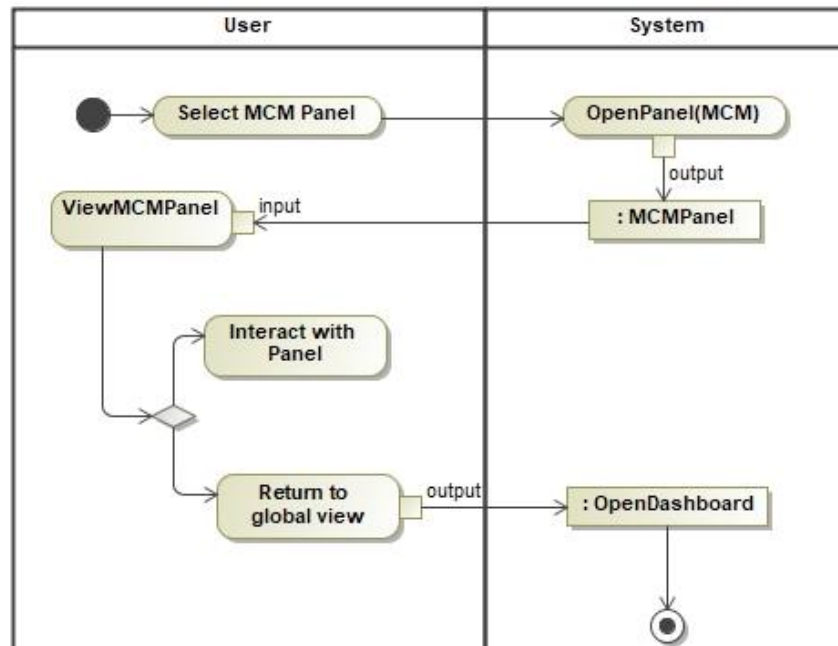 User
System
Select MCM Panel
OpenPanel(MCM)
output
ViewMCMPanel
input
: MCMPanel
Interact with
Panel
Return to
global view
output
: OpenDashboard